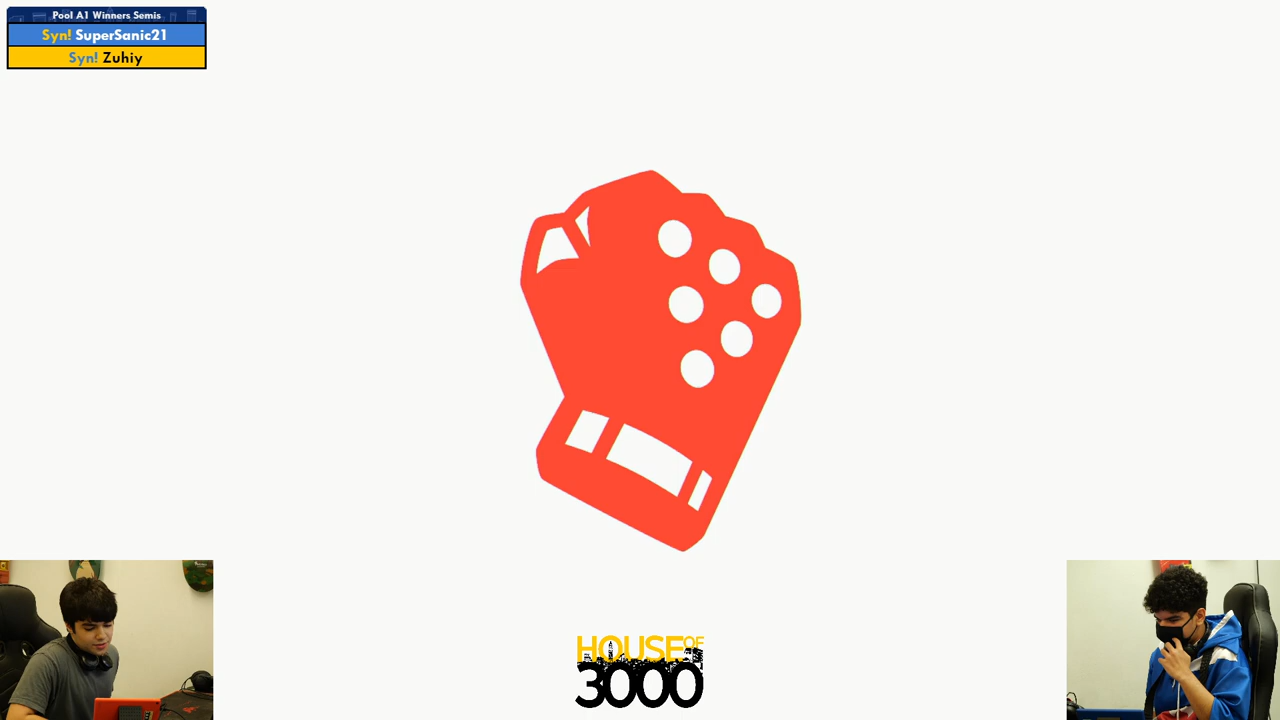 Pool A1 Winners Semis
Syn! SuperSanic21
Syn! Zuhiy
HOUSE OF
3000